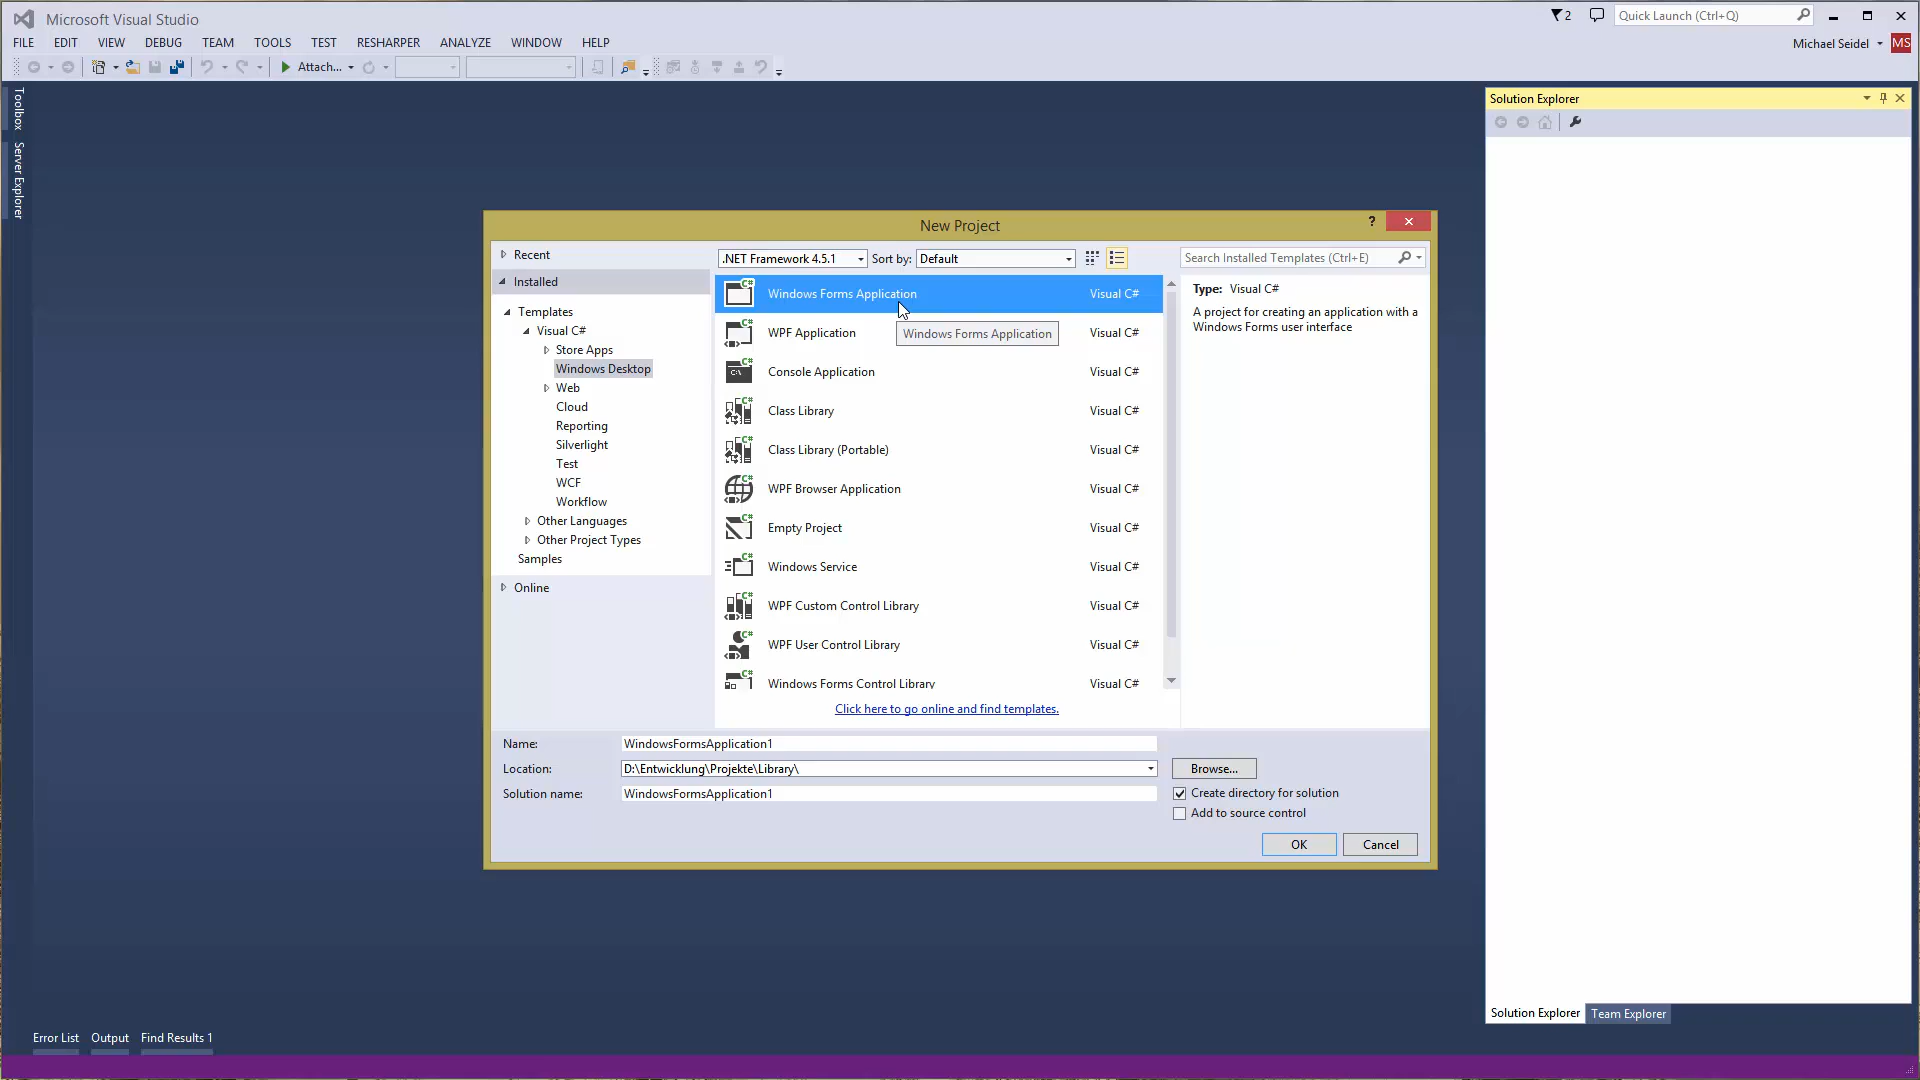 Microsoft Visual Studio
2
Quick Launch (Ctrl+Q)
FILE EDIT VIEW DEBUG TEAM TOOLS TEST RESHARPER ANALYZE WINDOW HELP
Michael Seidel
MS
Attach...
Toolbox
Server Explorer
Solution Explorer
New Project
?
Recent
.NET Framework 4.5.1
Sort by:
Default
Search Installed Templates (Ctrl+E)
Installed
Templates
Visual C#
Store Apps
Windows Desktop
Web
Cloud
Reporting
Silverlight
Test
WCF
Workflow
Other Languages
Other Project Types
Samples
Online
Windows Forms Application Visual C#
WPF Application Visual C#
Windows Forms Application
Console Application Visual C#
Class Library Visual C#
Class Library (Portable) Visual C#
WPF Browser Application Visual C#
Empty Project Visual C#
Windows Service Visual C#
WPF Custom Control Library Visual C#
WPF User Control Library Visual C#
Windows Forms Control Library Visual C#
Click here to go online and find templates.
Type: Visual C#
A project for creating an application with a
Windows Forms user interface
Name: WindowsFormsApplication1
Location: D:\Entwicklung\Projekte\Library\
Browse...
Solution name: WindowsFormsApplication1
Create directory for solution
Add to source control
OK
Cancel
Solution Explorer
Team Explorer
Error List Output Find Results 1